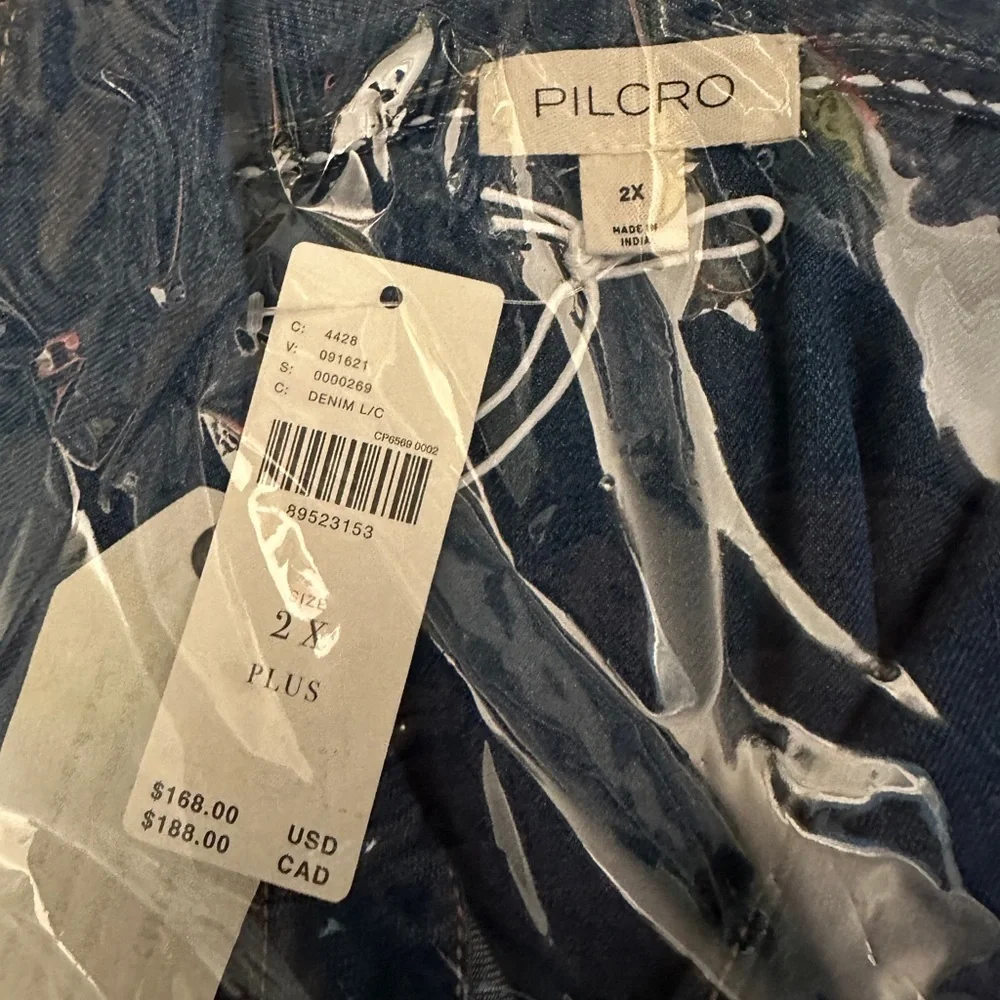 PILCRO
2X
MADE IN
INDIA
C: 4428
V: 091621
S: 0000269
C: DENIM L/C
CP6569 0002
89523153
SIZE
2X
PLUS
$168.00 USD
$188.00 CAD